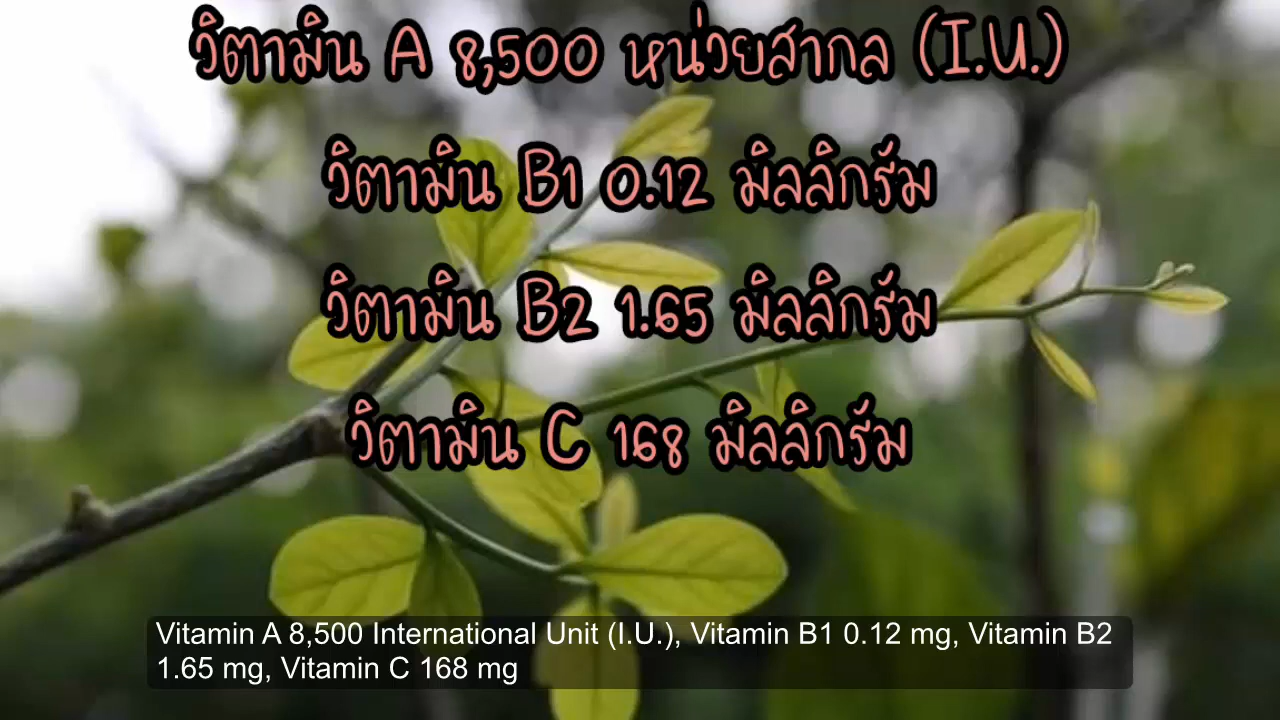 วิตามิน A 8,500 หน่วยสากล (I.U.)
วิตามิน B1 0.12 มิลลิกรัม
วิตามิน B2 1.65 มิลลิกรัม
วิตามิน C 168 มิลลิกรัม
Vitamin A 8,500 International Unit (I.U.), Vitamin B1 0.12 mg, Vitamin B2
1.65 mg, Vitamin C 168 mg